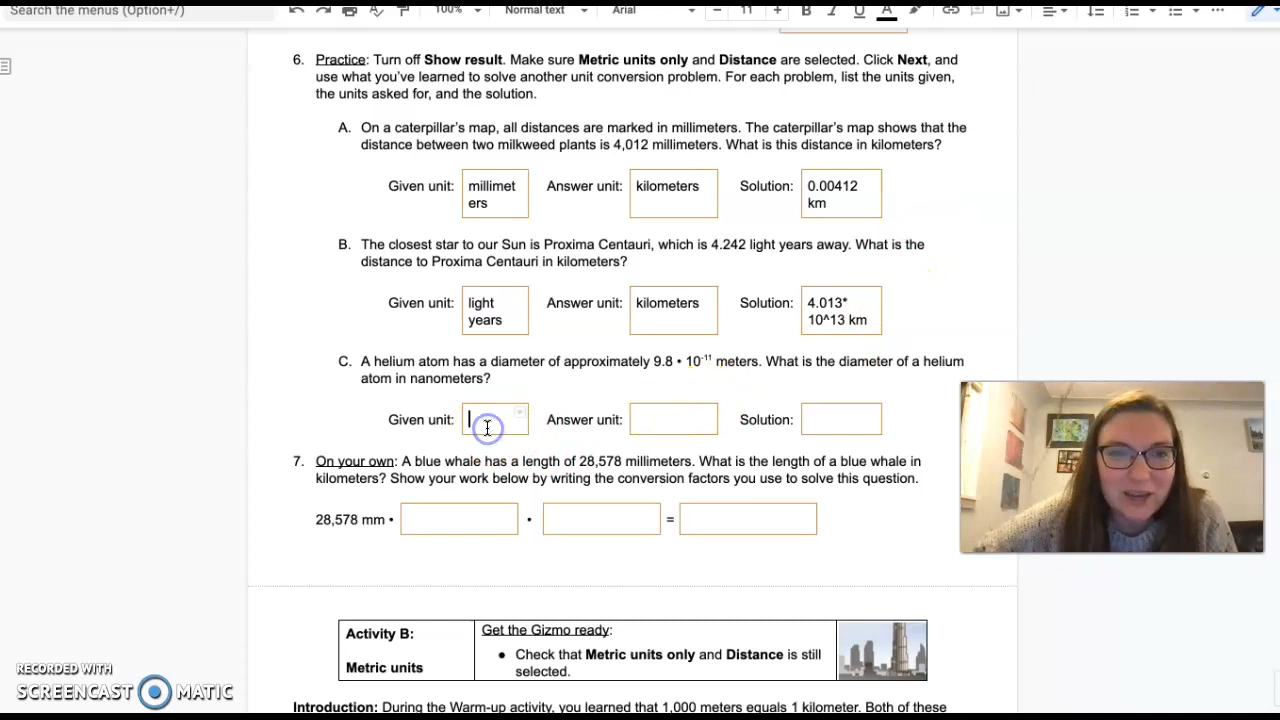 Search the menus (Option+/)
100%
Normal text
Arial
−
11
+
B
I
U
A
6. Practice: Turn off Show result. Make sure Metric units only and Distance are selected. Click Next, and
use what you've learned to solve another unit conversion problem. For each problem, list the units given,
the units asked for, and the solution.
A. On a caterpillar's map, all distances are marked in millimeters. The caterpillar's map shows that the
distance between two milkweed plants is 4,012 millimeters. What is this distance in kilometers?
Given unit: millimet Answer unit: kilometers Solution: 0.00412
ers km
B. The closest star to our Sun is Proxima Centauri, which is 4.242 light years away. What is the
distance to Proxima Centauri in kilometers?
Given unit: light Answer unit: kilometers Solution: 4.013*
years 10^13 km
C. A helium atom has a diameter of approximately 9.8 • 10⁻¹¹ meters. What is the diameter of a helium
atom in nanometers?
Given unit: Answer unit: Solution:
7. On your own: A blue whale has a length of 28,578 millimeters. What is the length of a blue whale in
kilometers? Show your work below by writing the conversion factors you use to solve this question.
28,578 mm • • =
Activity B: Get the Gizmo ready:
• Check that Metric units only and Distance is still
Metric units selected.
Introduction: During the Warm-up activity, you learned that 1,000 meters equals 1 kilometer. Both of these
RECORDED WITH
SCREENCAST MATIC